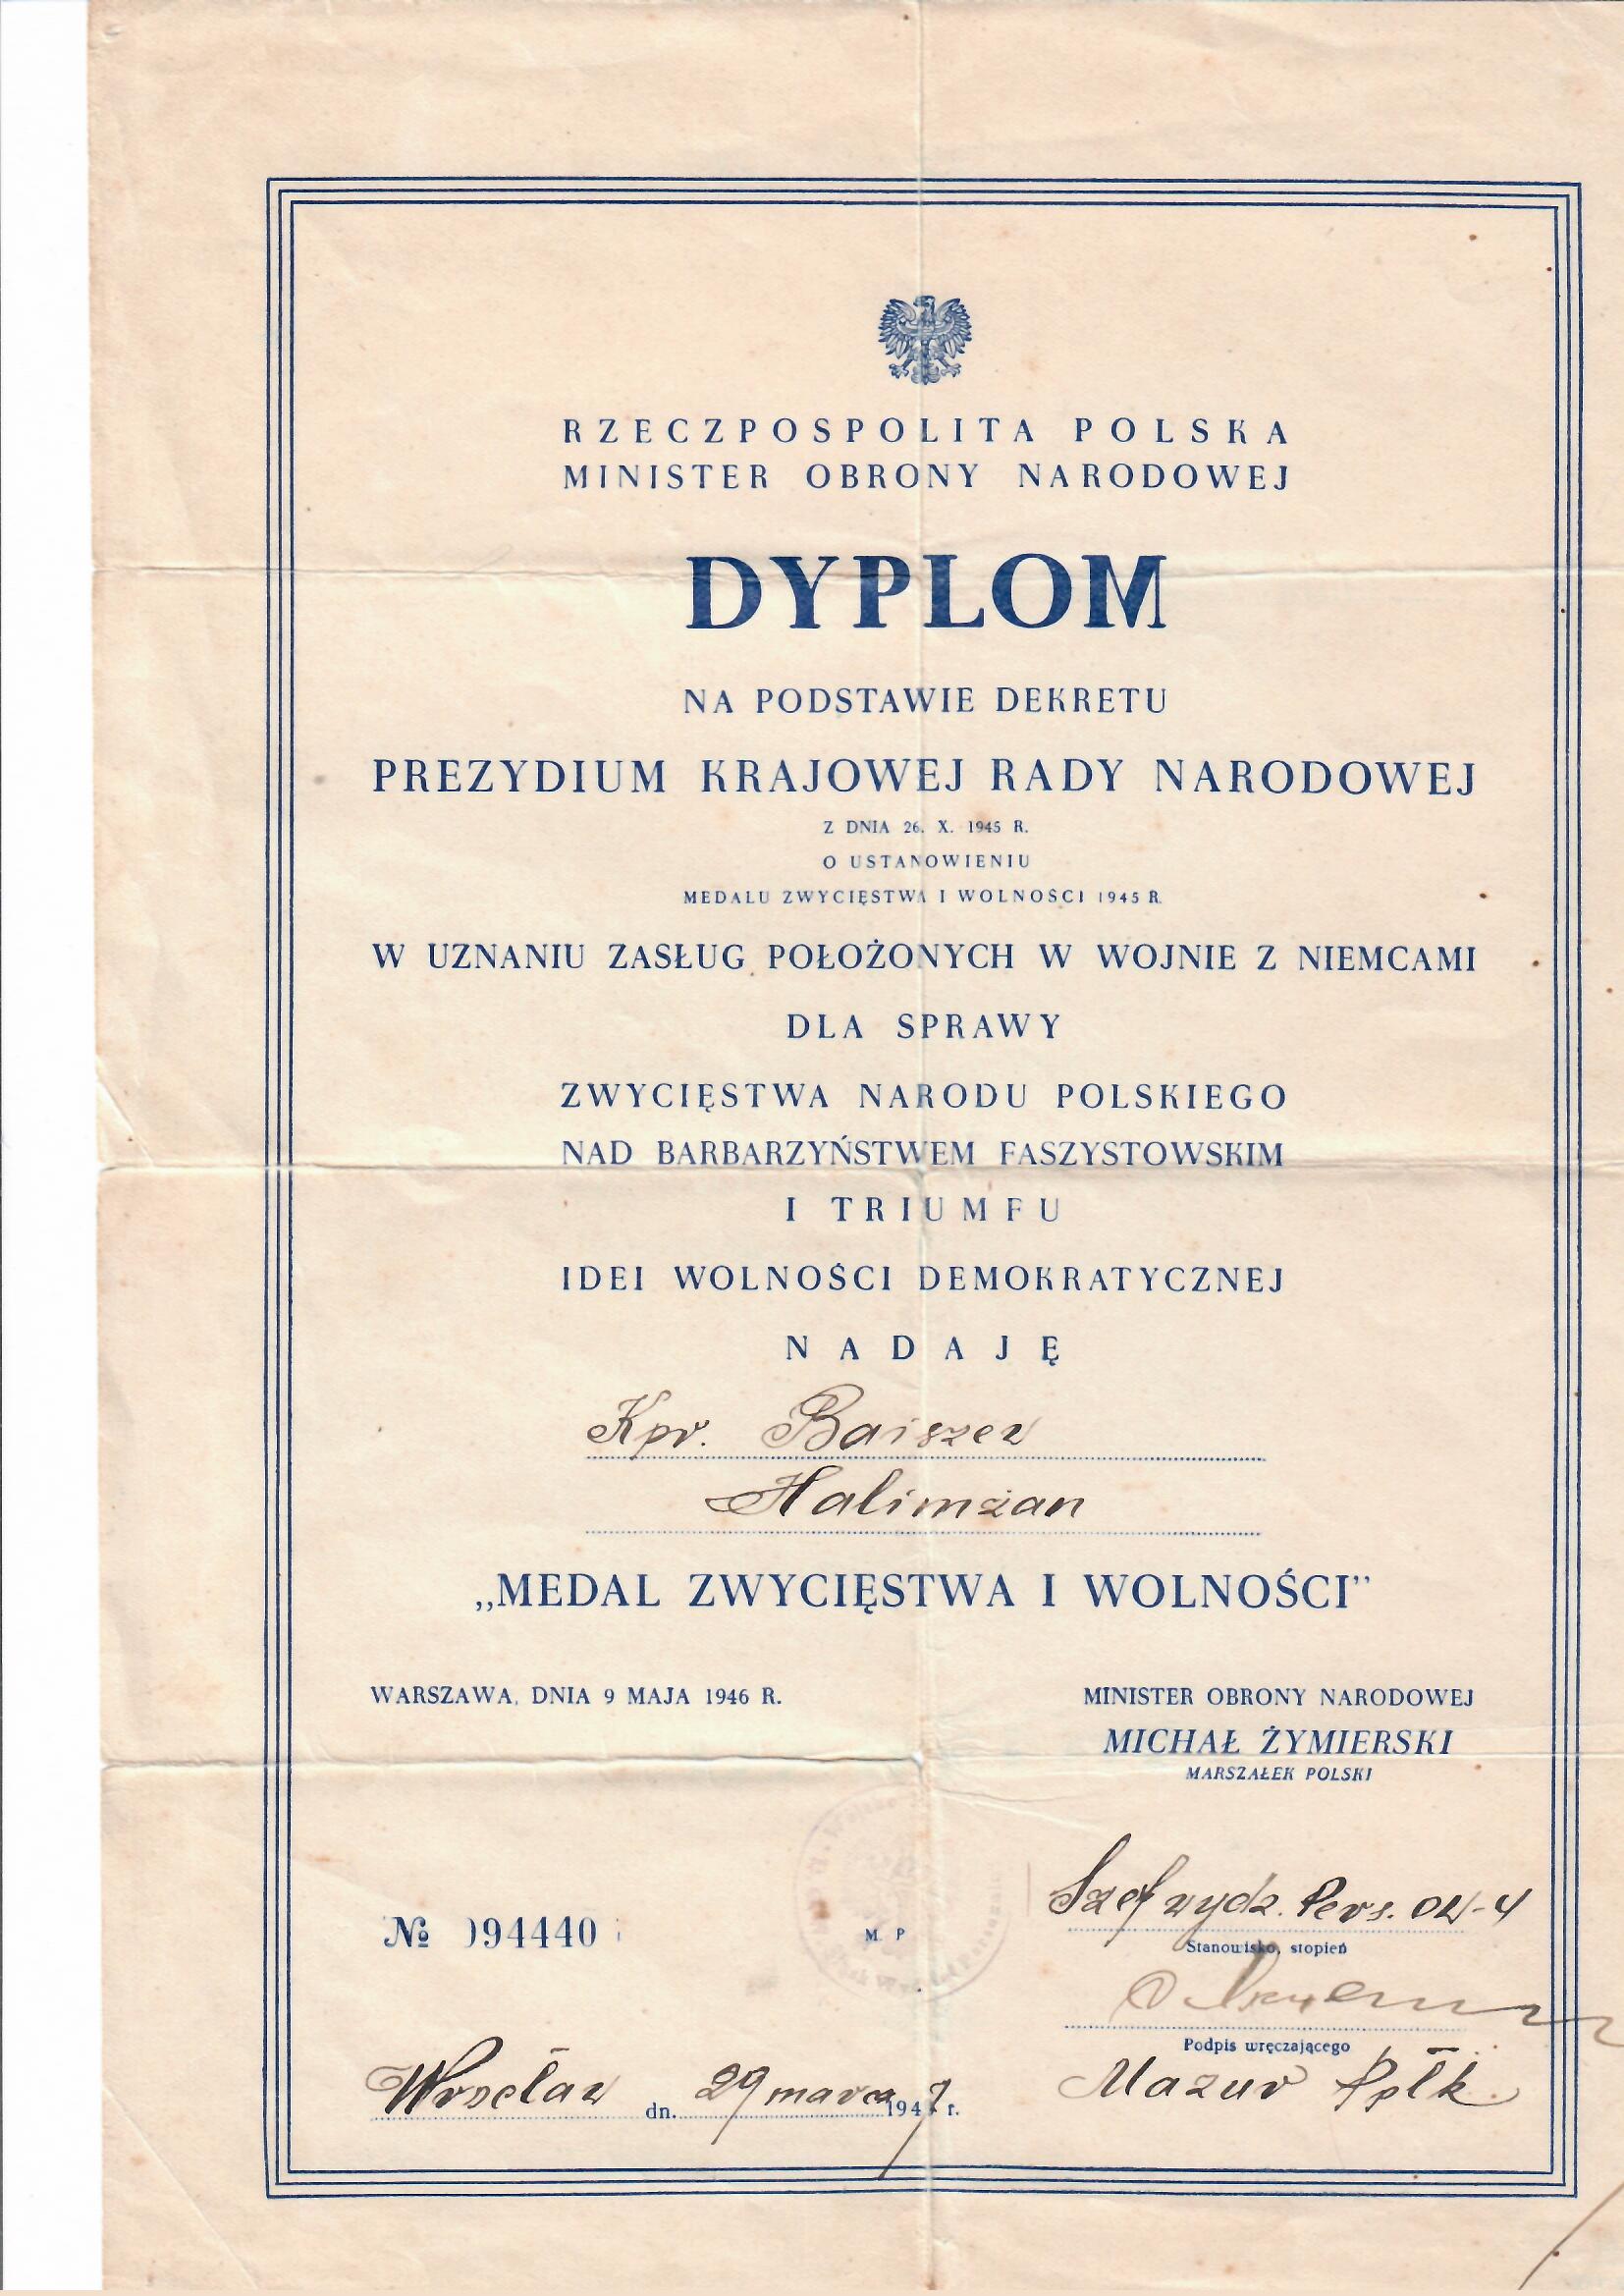 RZECZPOSPOLITA POLSKA
MINISTER OBRONY NARODOWEJ
DYPLOM
NA PODSTAWIE DEKRETU
PREZYDIUM KRAJOWEJ RADY NARODOWEJ
Z DNIA 26. X. 1945 R.
O USTANOWIENIU
MEDALU ZWYCIĘSTWA I WOLNOŚCI 1945 R.
W UZNANIU ZASŁUG POŁOŻONYCH W WOJNIE Z NIEMCAMI
DLA SPRAWY
ZWYCIĘSTWA NARODU POLSKIEGO
NAD BARBARZYŃSTWEM FASZYSTOWSKIM
I TRIUMFU
IDEI WOLNOŚCI DEMOKRATYCZNEJ
NADAJĘ
Kpr. Baiszew
Halimżan
„MEDAL ZWYCIĘSTWA I WOLNOŚCI”
WARSZAWA, DNIA 9 MAJA 1946 R.
MINISTER OBRONY NARODOWEJ
MICHAŁ ŻYMIERSKI
MARSZAŁEK POLSKI
Szef wydz. Pers. OW-4
№ 094440
M. P.
Stanowisko, stopień
Podpis wręczającego
Mazur Ppłk.
Wrocław dn. 29 marca 1947 r.